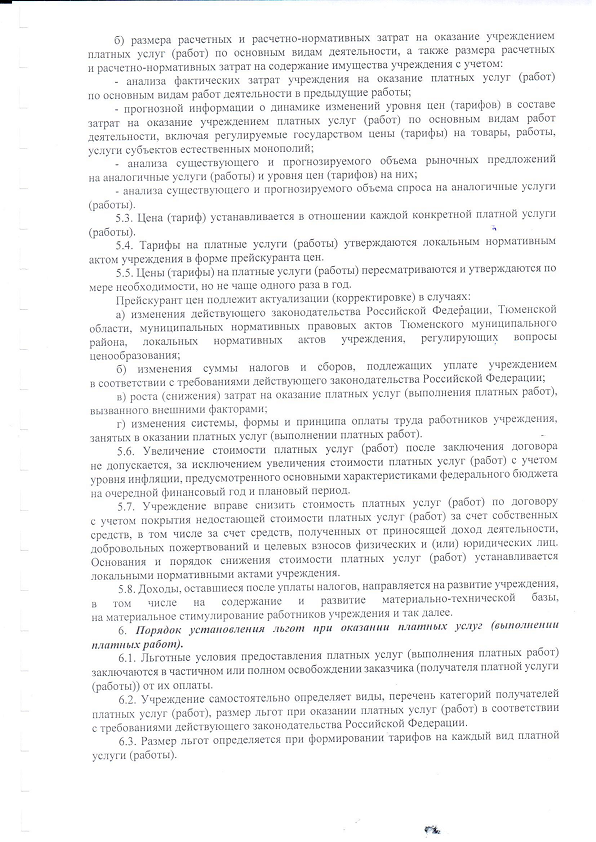 б) размера расчетных и расчетно-нормативных затрат на оказание учреждением
платных услуг (работ) по основным видам деятельности, а также размера расчетных
и расчетно-нормативных затрат на содержание имущества учреждения с учетом:
- анализа фактических затрат учреждения на оказание платных услуг (работ)
по основным видам работ деятельности в предыдущие работы;
- прогнозной информации о динамике изменений уровня цен (тарифов) в составе
затрат на оказание учреждением платных услуг (работ) по основным видам работ
деятельности, включая регулируемые государством цены (тарифы) на товары, работы,
услуги субъектов естественных монополий;
- анализа существующего и прогнозируемого объема рыночных предложений
на аналогичные услуги (работы) и уровня цен (тарифов) на них;
- анализа существующего и прогнозируемого объема спроса на аналогичные услуги
(работы).
5.3. Цена (тариф) устанавливается в отношении каждой конкретной платной услуги
(работы).
5.4. Тарифы на платные услуги (работы) утверждаются локальным нормативным
актом учреждения в форме прейскуранта цен.
5.5. Цены (тарифы) на платные услуги (работы) пересматриваются и утверждаются по
мере необходимости, но не чаще одного раза в год.
Прейскурант цен подлежит актуализации (корректировке) в случаях:
а) изменения действующего законодательства Российской Федерации, Тюменской
области, муниципальных нормативных правовых актов Тюменского муниципального
района, локальных нормативных актов учреждения, регулирующих вопросы
ценообразования;
б) изменения суммы налогов и сборов, подлежащих уплате учреждением
в соответствии с требованиями действующего законодательства Российской Федерации;
в) роста (снижения) затрат на оказание платных услуг (выполнения платных работ),
вызванного внешними факторами;
г) изменения системы, формы и принципа оплаты труда работников учреждения,
занятых в оказании платных услуг (выполнении платных работ).
5.6. Увеличение стоимости платных услуг (работ) после заключения договора
не допускается, за исключением увеличения стоимости платных услуг (работ) с учетом
уровня инфляции, предусмотренного основными характеристиками федерального бюджета
на очередной финансовый год и плановый период.
5.7. Учреждение вправе снизить стоимость платных услуг (работ) по договору
с учетом покрытия недостающей стоимости платных услуг (работ) за счет собственных
средств, в том числе за счет средств, полученных от приносящей доход деятельности,
добровольных пожертвований и целевых взносов физических и (или) юридических лиц.
Основания и порядок снижения стоимости платных услуг (работ) устанавливается
локальными нормативными актами учреждения.
5.8. Доходы, оставшиеся после уплаты налогов, направляется на развитие учреждения,
в том числе на содержание и развитие материально-технической базы,
на материальное стимулирование работников учреждения и так далее.
6. Порядок установления льгот при оказании платных услуг (выполнении
платных работ).
6.1. Льготные условия предоставления платных услуг (выполнения платных работ)
заключаются в частичном или полном освобождении заказчика (получателя платной услуги
(работы)) от их оплаты.
6.2. Учреждение самостоятельно определяет виды, перечень категорий получателей
платных услуг (работ), размер льгот при оказании платных услуг (работ) в соответствии
с требованиями действующего законодательства Российской Федерации.
6.3. Размер льгот определяется при формировании тарифов на каждый вид платной
услуги (работы).